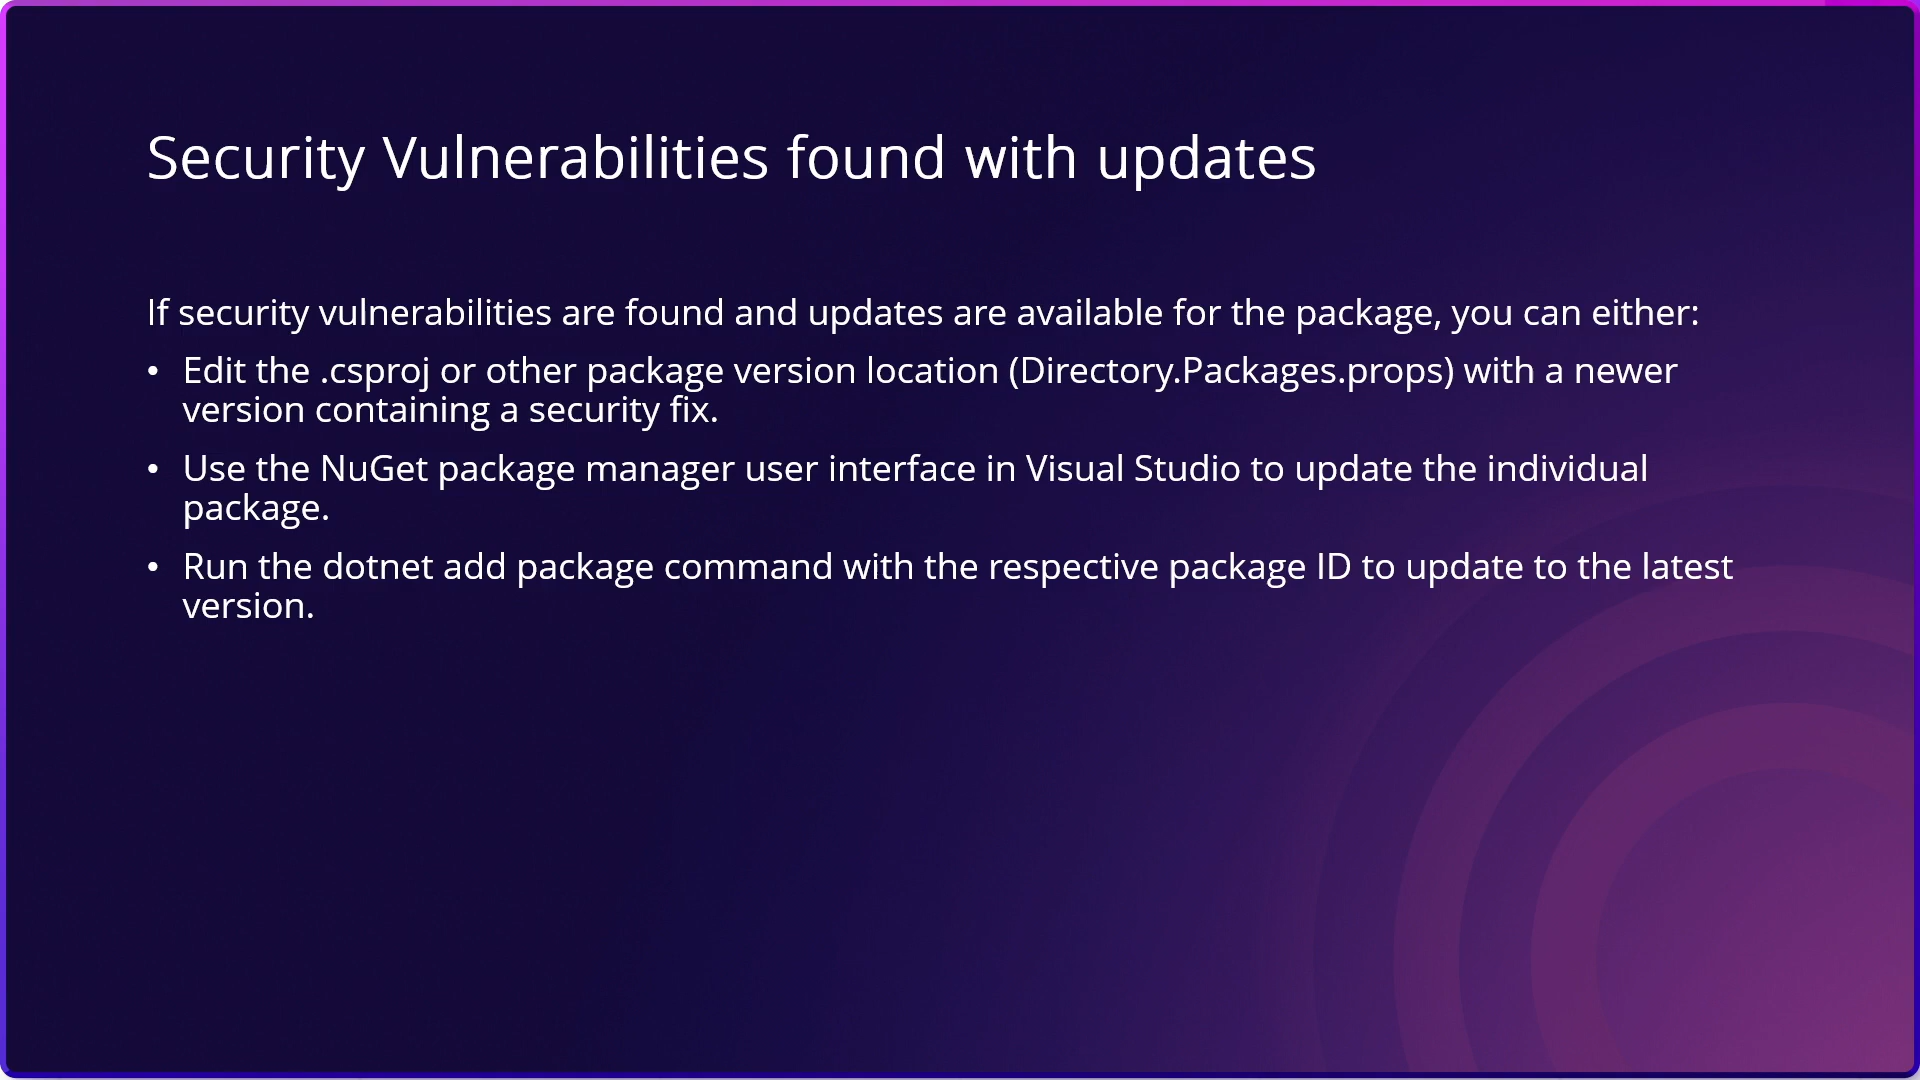 Security Vulnerabilities found with updates
If security vulnerabilities are found and updates are available for the package, you can either:
• Edit the .csproj or other package version location (Directory.Packages.props) with a newer
version containing a security fix.
• Use the NuGet package manager user interface in Visual Studio to update the individual
package.
• Run the dotnet add package command with the respective package ID to update to the latest
version.